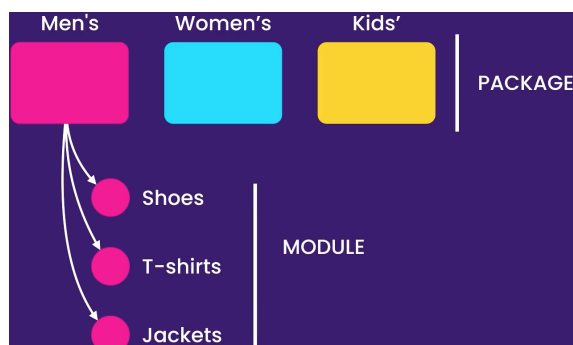 Men's
Women’s
Kids’
PACKAGE
Shoes
MODULE
T-shirts
Jackets